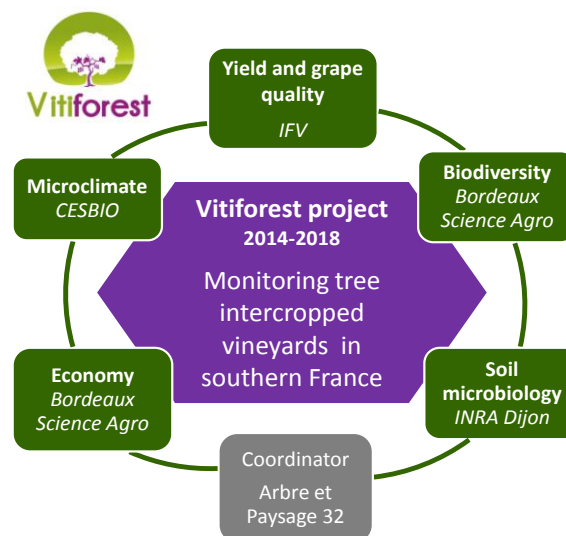 Vitiforest
Yield and grape
quality
IFV
Microclimate
CESBIO
Biodiversity
Bordeaux
Science Agro
Vitiforest project
2014-2018
Monitoring tree
intercropped
vineyards in
southern France
Economy
Bordeaux
Science Agro
Soil
microbiology
INRA Dijon
Coordinator
Arbre et
Paysage 32